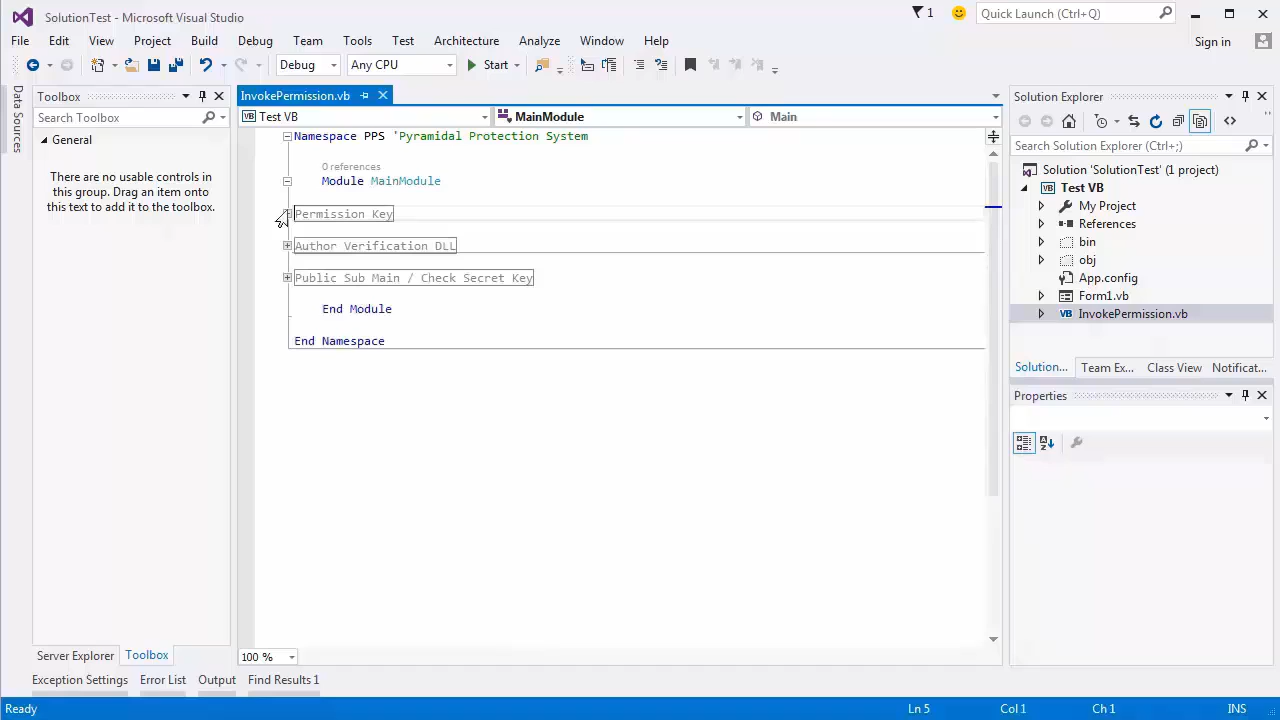 SolutionTest - Microsoft Visual Studio
1
Quick Launch (Ctrl+Q)
File Edit View Project Build Debug Team Tools Test Architecture Analyze Window Help
Sign in
Debug
Any CPU
Start
Data Sources
Toolbox
Search Toolbox
General
There are no usable controls in
this group. Drag an item onto
this text to add it to the toolbox.
Server Explorer
Toolbox
InvokePermission.vb
Test VB
MainModule
Main
Namespace PPS 'Pyramidal Protection System
0 references
Module MainModule
Permission Key
Author Verification DLL
Public Sub Main / Check Secret Key
End Module
End Namespace
100 %
Solution Explorer
Search Solution Explorer (Ctrl+;)
Solution 'SolutionTest' (1 project)
Test VB
My Project
References
bin
obj
App.config
Form1.vb
InvokePermission.vb
Solution... Team Ex... Class View Notificat...
Properties
Exception Settings Error List Output Find Results 1
Ready
Ln 5 Col 1 Ch 1 INS